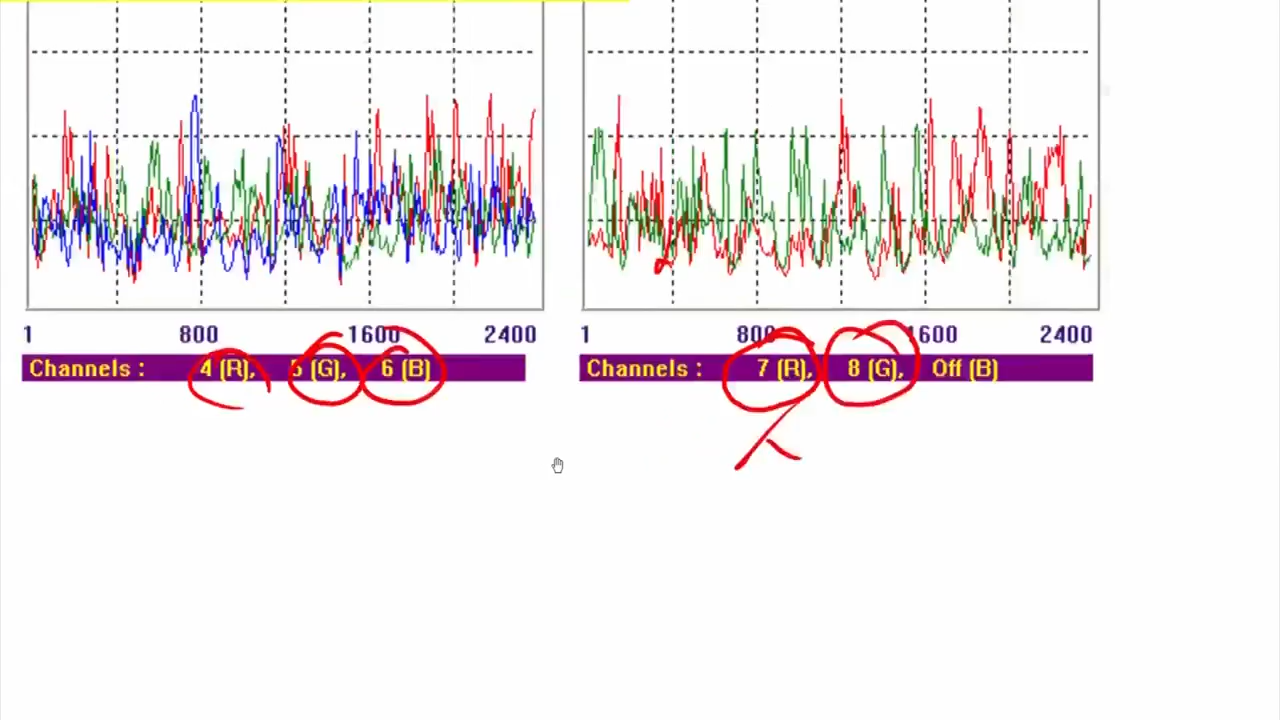 1 800 1600 2400
Channels : 4 (R), 5 (G), 6 (B)
1 800 1600 2400
Channels : 7 (R), 8 (G), Off (B)